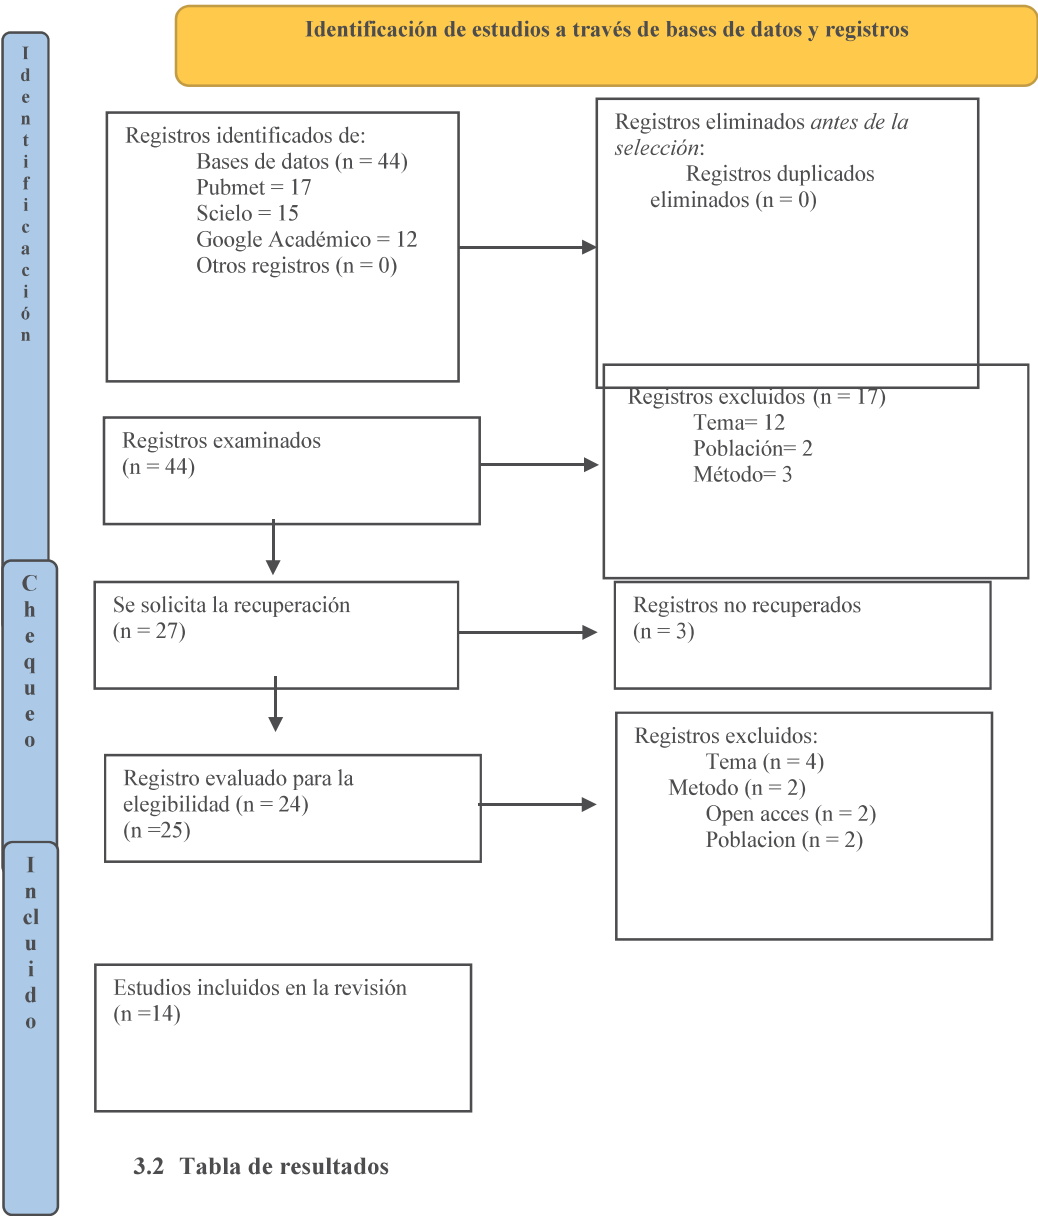 Identificación de estudios a través de bases de datos y registros
Identificación
Registros identificados de:
Bases de datos (n = 44)
Pubmet = 17
Scielo = 15
Google Académico = 12
Otros registros (n = 0)
Registros eliminados antes de la
selección:
Registros duplicados
eliminados (n = 0)
Registros examinados
(n = 44)
Registros excluidos (n = 17)
Tema= 12
Población= 2
Método= 3
Chequeo
Se solicita la recuperación
(n = 27)
Registros no recuperados
(n = 3)
Registro evaluado para la
elegibilidad (n = 24)
(n =25)
Registros excluidos:
Tema (n = 4)
Metodo (n = 2)
Open acces (n = 2)
Poblacion (n = 2)
Incluido
Estudios incluidos en la revisión
(n =14)
3.2 Tabla de resultados